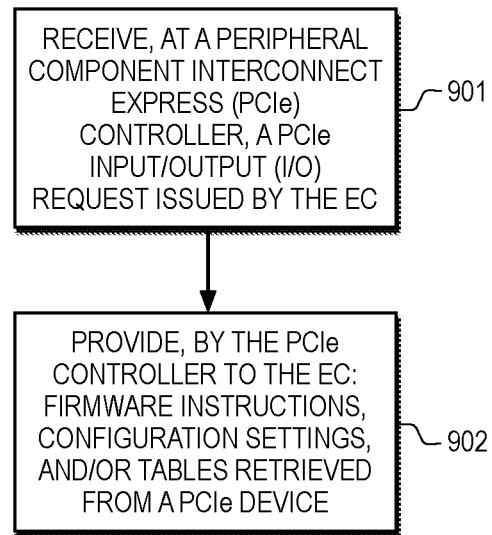 RECEIVE, AT A PERIPHERAL
COMPONENT INTERCONNECT
EXPRESS (PCIe)
CONTROLLER, A PCIe
INPUT/OUTPUT (I/O)
REQUEST ISSUED BY THE EC
901
PROVIDE, BY THE PCIe
CONTROLLER TO THE EC:
FIRMWARE INSTRUCTIONS,
CONFIGURATION SETTINGS,
AND/OR TABLES RETRIEVED
FROM A PCIe DEVICE
902